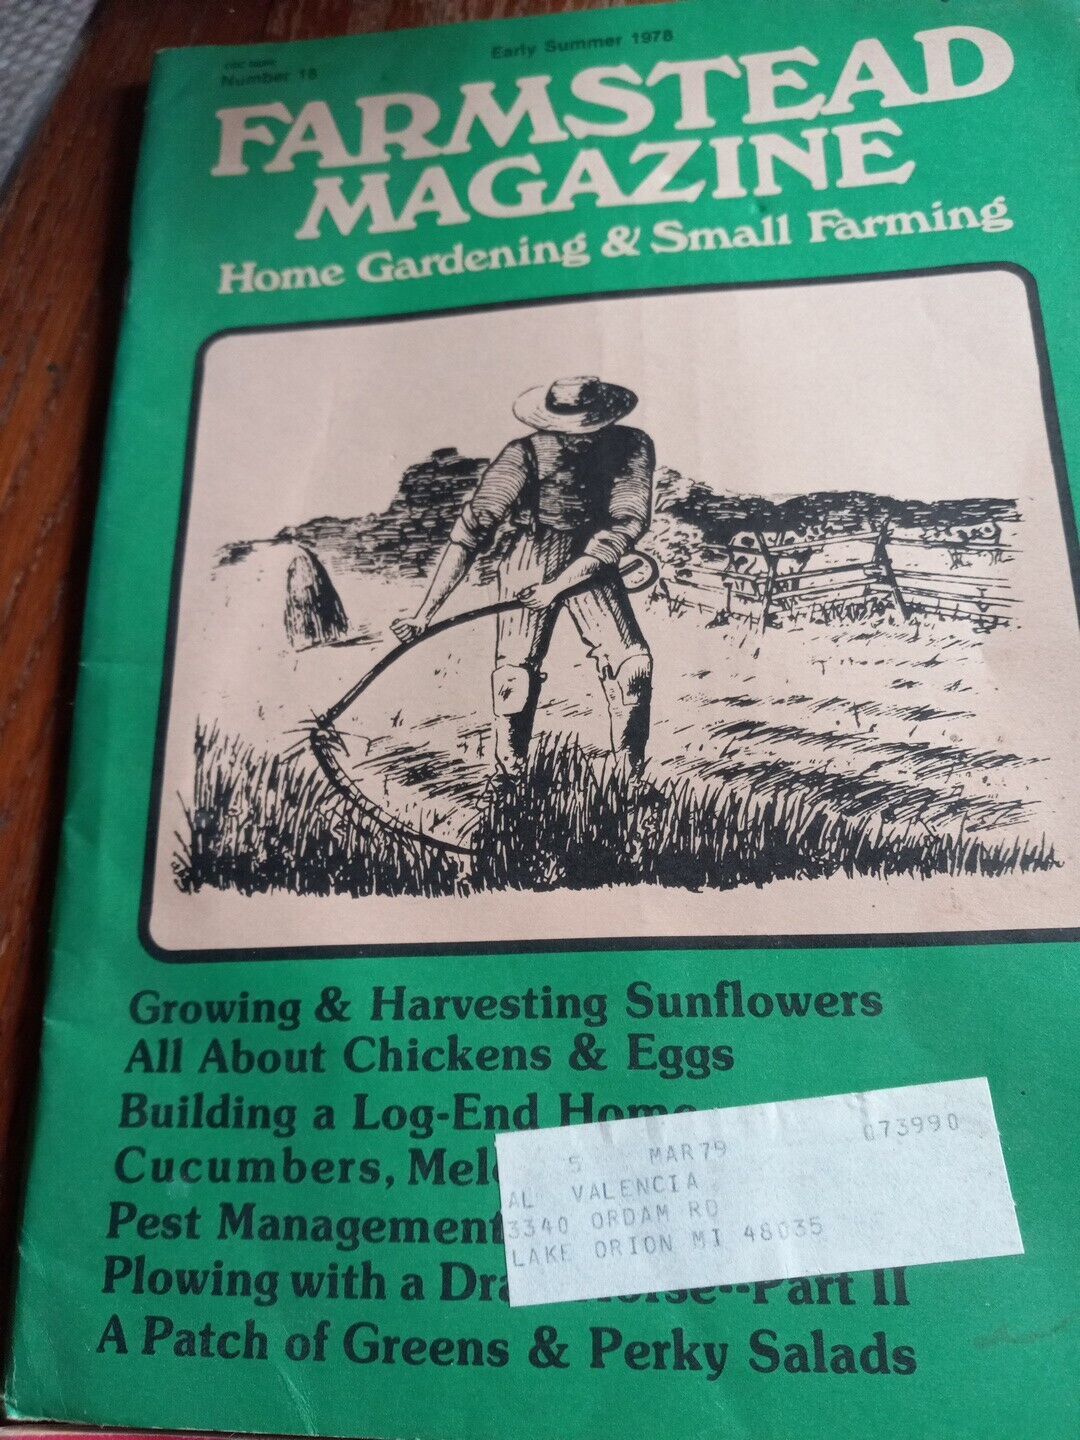 Early Summer 1978
Number 18
FARMSTEAD
MAGAZINE
Home Gardening & Small Farming
Growing & Harvesting Sunflowers
All About Chickens & Eggs
Building a Log-End Home
Cucumbers,
Pest Management
Plowing with a Part II
A Patch of Greens & Perky Salads
5 MAR79 073990
AL VALENCIA
3340 ORDAM RD
LAKE ORION MI 48035